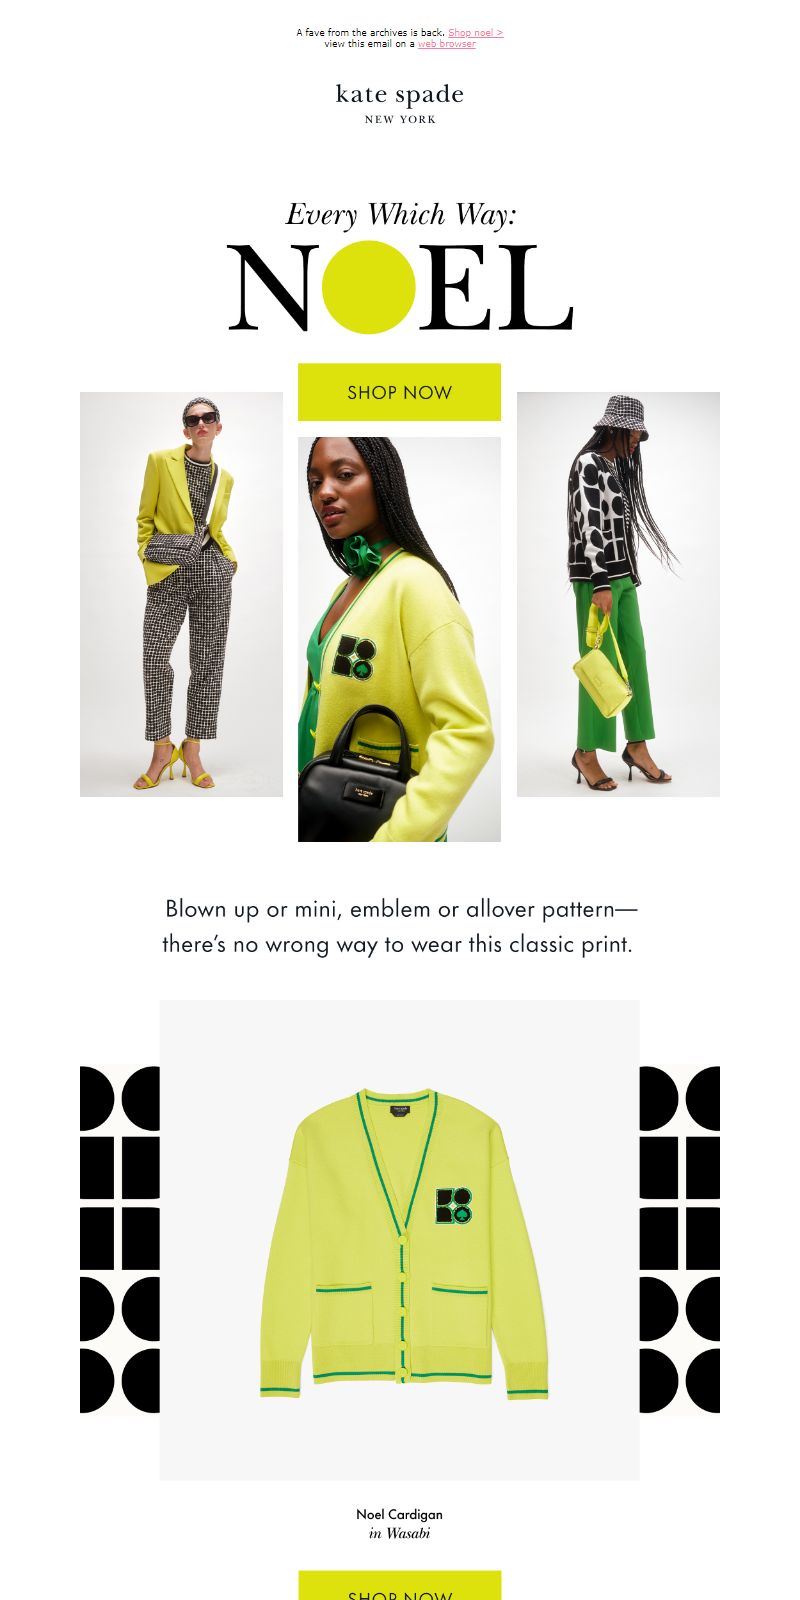 A fave from the archives is back. Shop noel >
view this email on a web browser
kate spade
NEW YORK
Every Which Way:
NOEL
SHOP NOW
Blown up or mini, emblem or allover pattern—
there's no wrong way to wear this classic print.
Noel Cardigan
in Wasabi
SHOP NOW